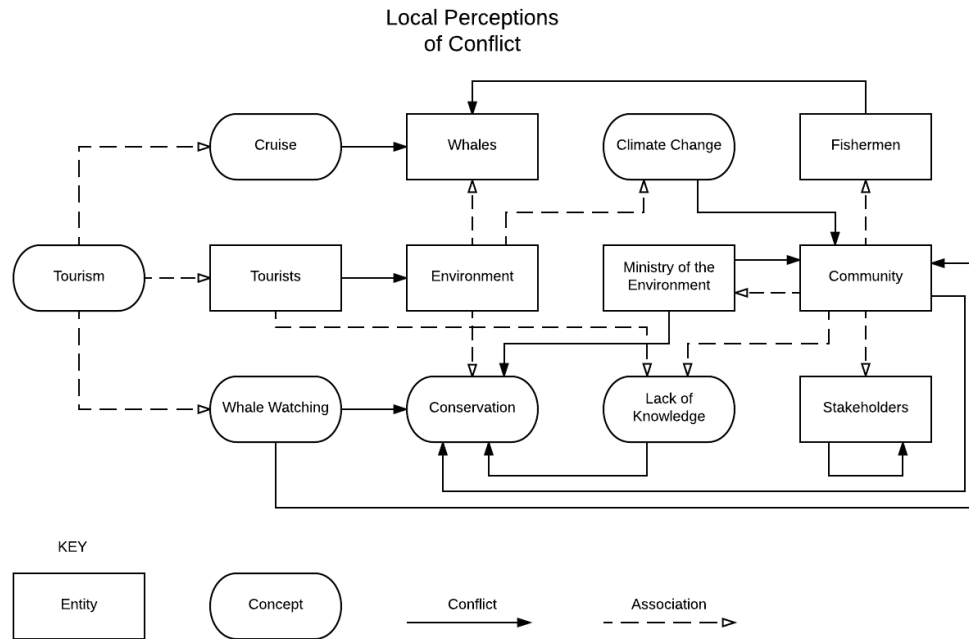 Local Perceptions
of Conflict
Cruise
Whales
Climate Change
Fishermen
Tourism
Tourists
Environment
Ministry of the
Environment
Community
Whale Watching
Conservation
Lack of
Knowledge
Stakeholders
KEY
Entity
Concept
Conflict
Association